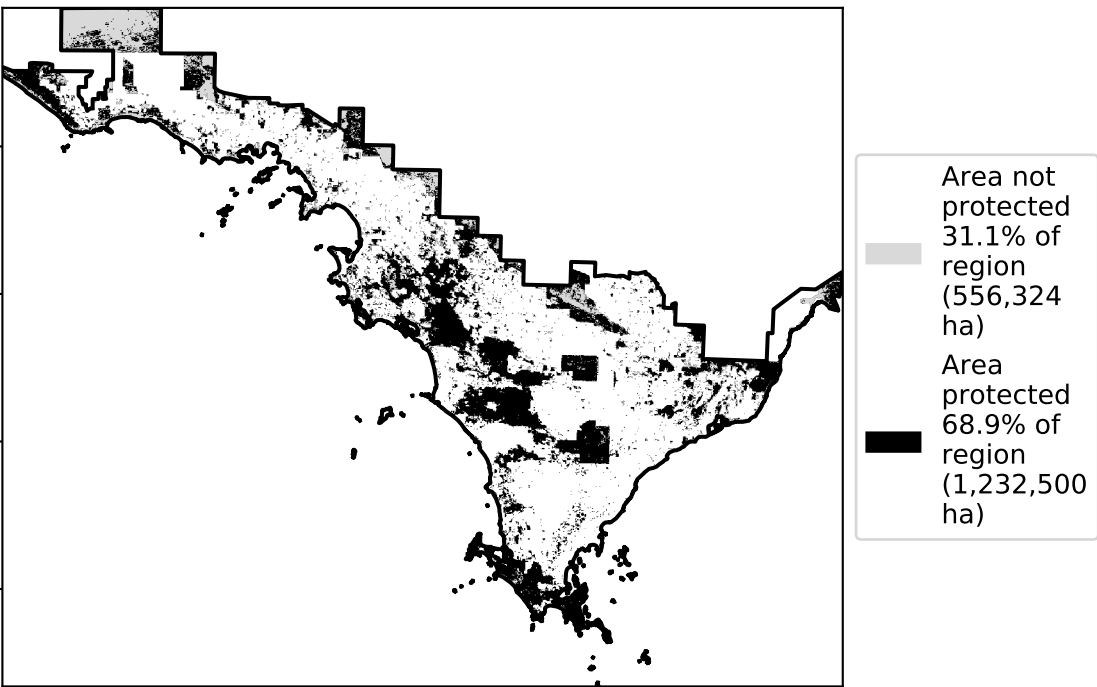 Area not
protected
31.1% of
region
(556,324
ha)
Area
protected
68.9% of
region
(1,232,500
ha)